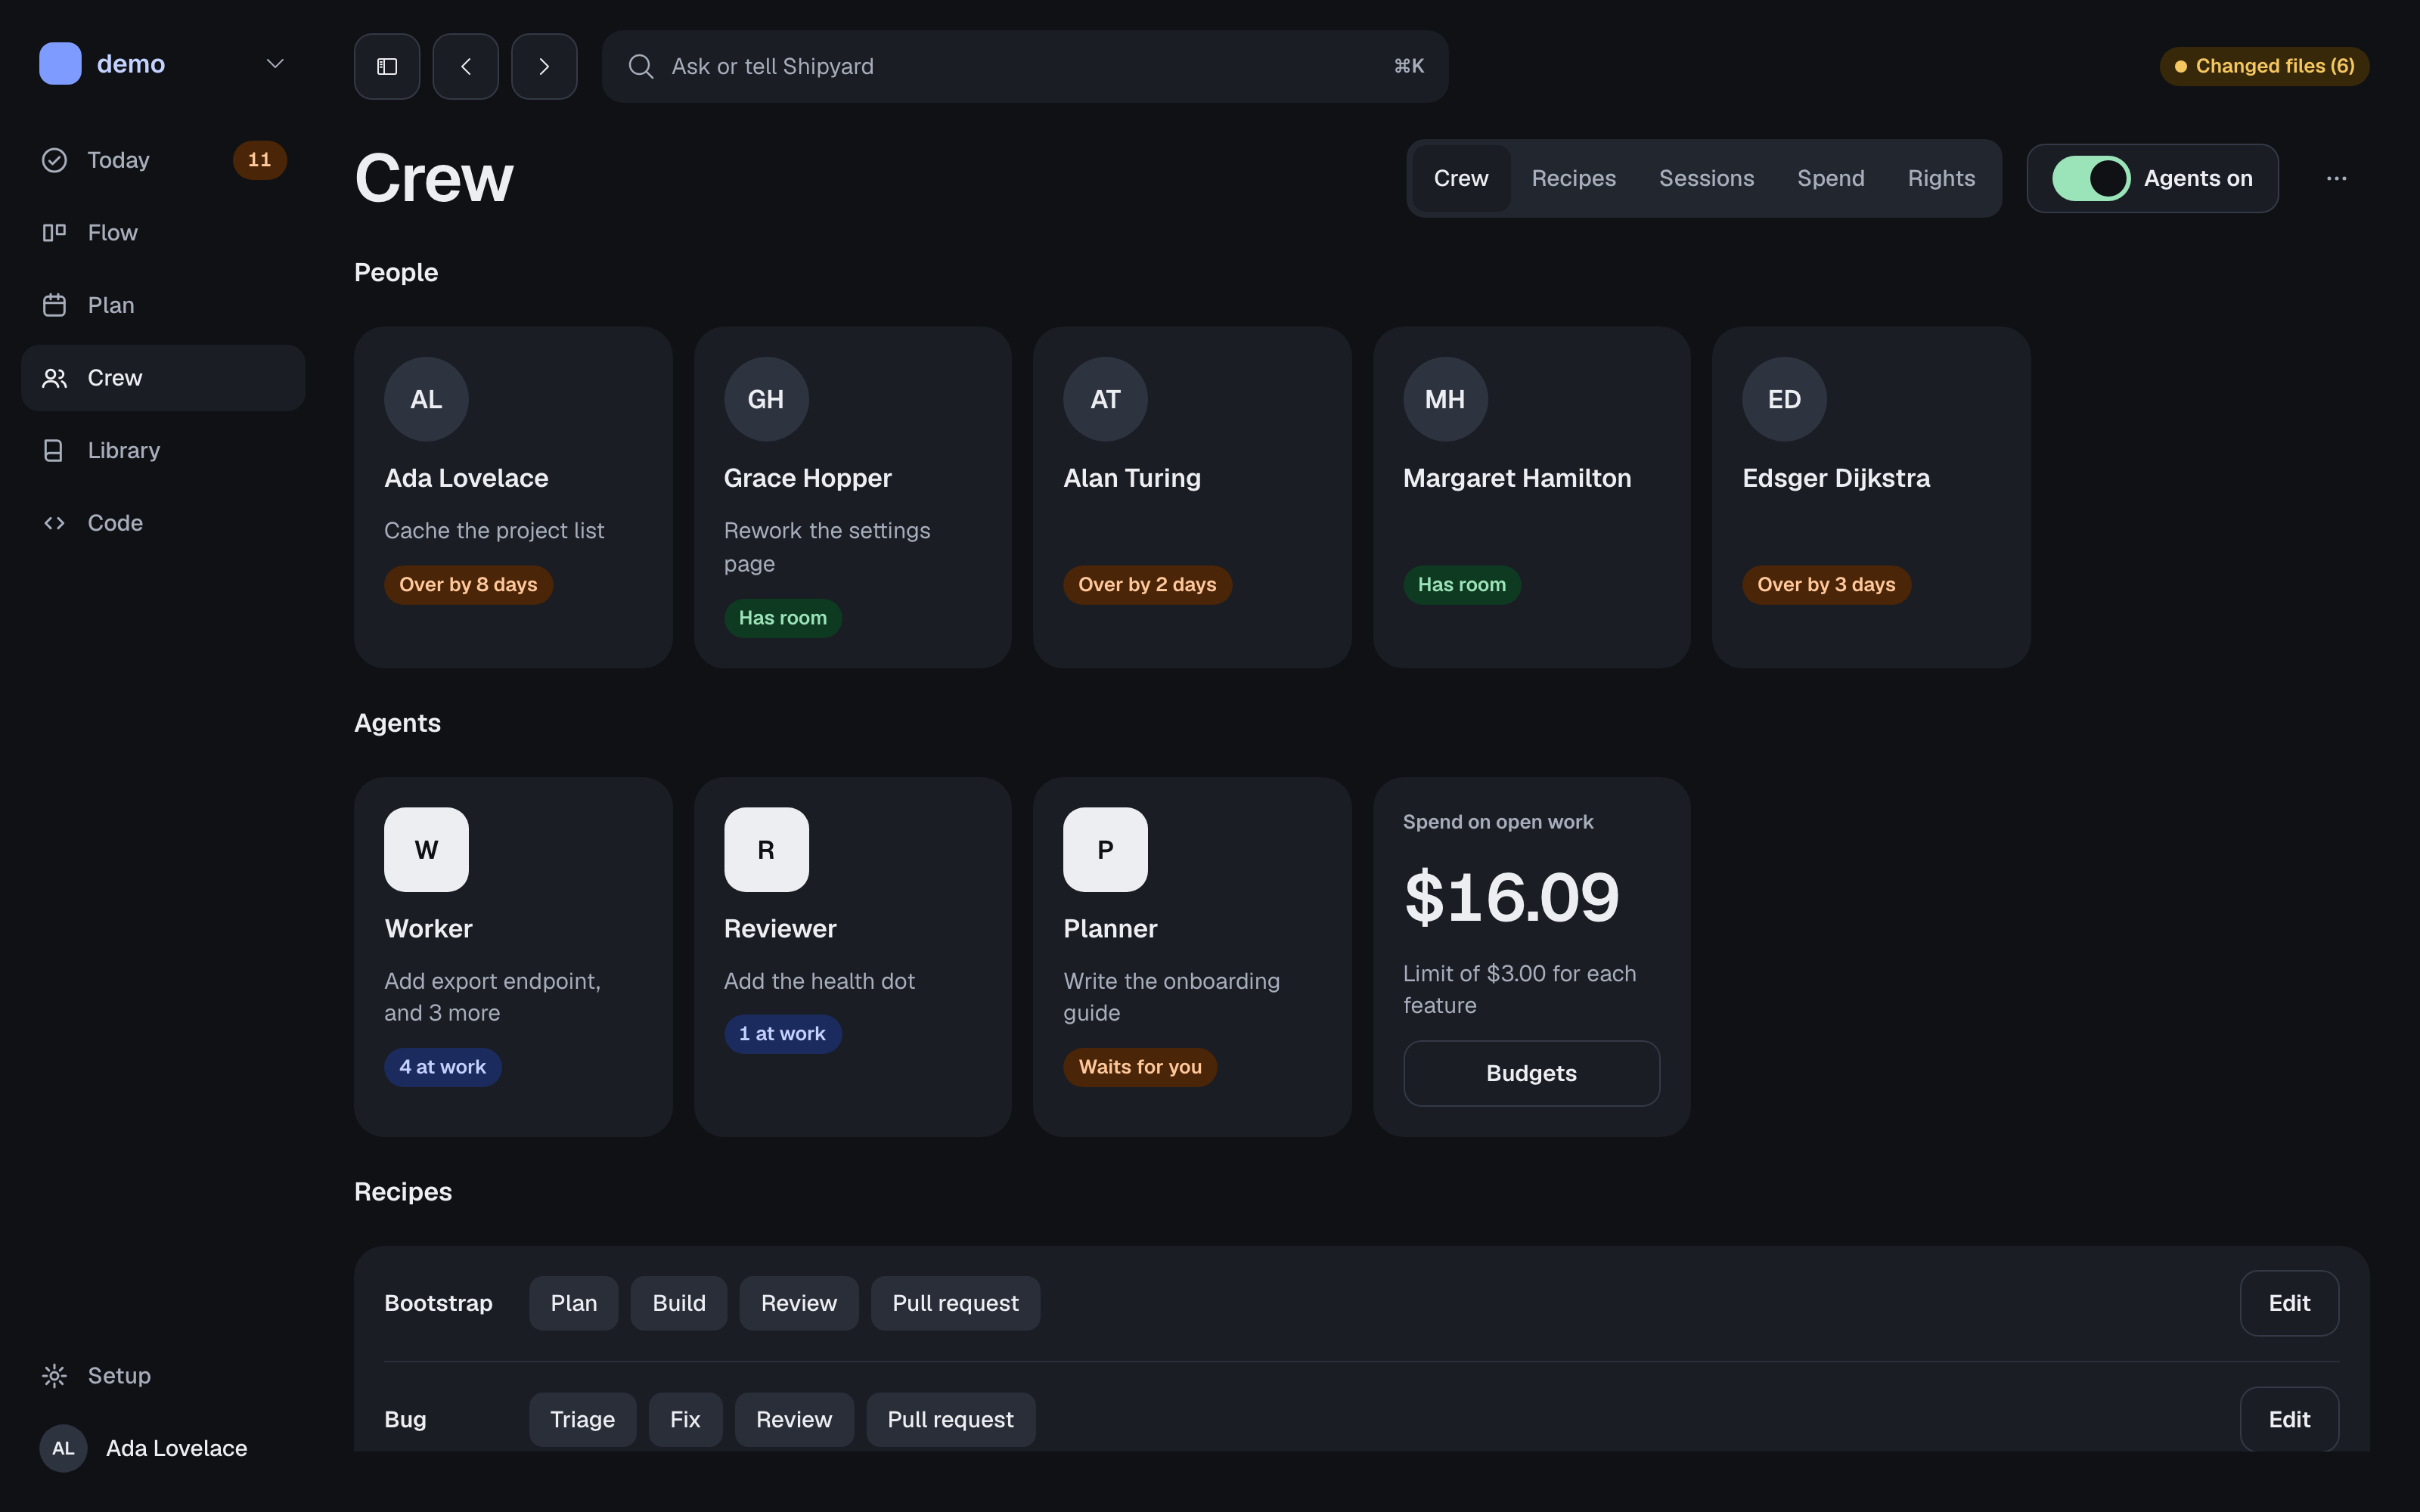 demo
Ask or tell Shipyard
⌘K
Changed files (6)
Today
11
Flow
Plan
Crew
Library
Code
Setup
AL
Ada Lovelace
Crew
Crew
Recipes
Sessions
Spend
Rights
Agents on
People
AL
Ada Lovelace
Cache the project list
Over by 8 days
GH
Grace Hopper
Rework the settings
page
Has room
AT
Alan Turing
Over by 2 days
MH
Margaret Hamilton
Has room
ED
Edsger Dijkstra
Over by 3 days
Agents
W
Worker
Add export endpoint,
and 3 more
4 at work
R
Reviewer
Add the health dot
1 at work
P
Planner
Write the onboarding
guide
Waits for you
Spend on open work
$16.09
Limit of $3.00 for each
feature
Budgets
Recipes
Bootstrap
Plan
Build
Review
Pull request
Edit
Bug
Triage
Fix
Review
Pull request
Edit